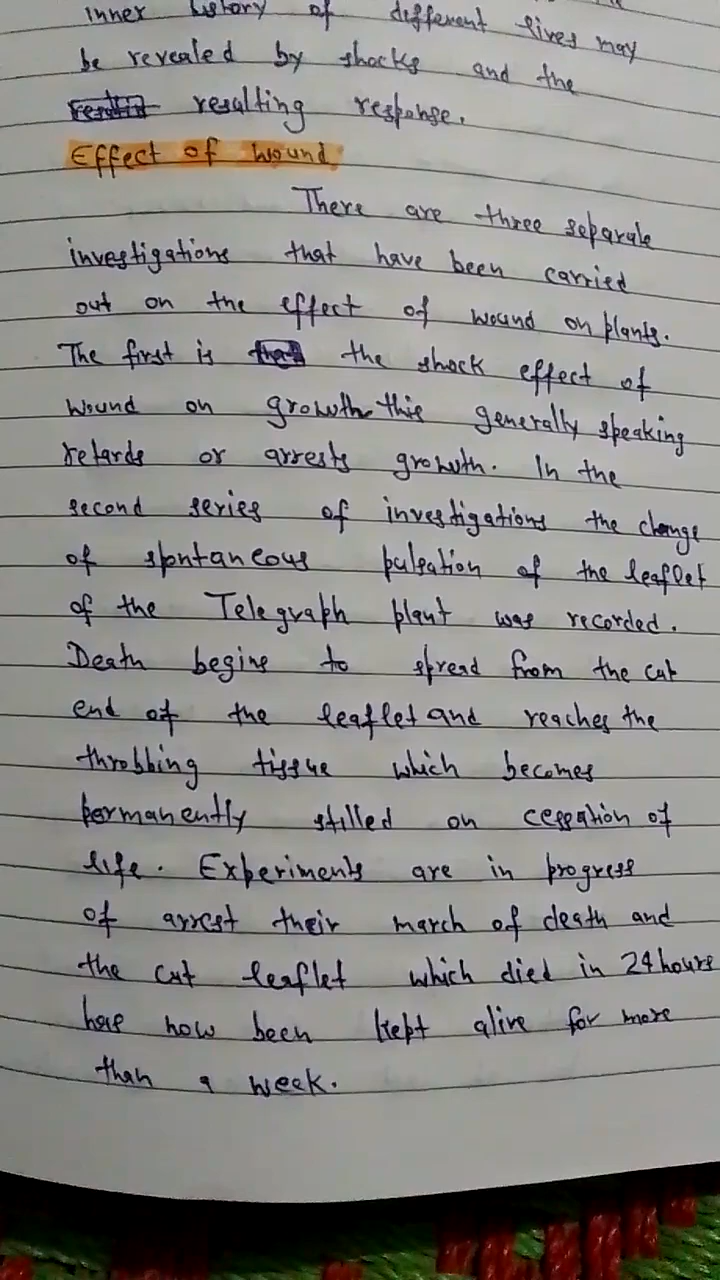 inner history of different lives may
be revealed by shocks and the
resulting response.
Effect of wound
There are three separate
investigations that have been carried
out on the effect of wound on plants.
The first is the shock effect of
wound on growth this generally speaking
retards or arrests growth. In the
second series of investigations the change
of spontaneous pulsation of the leaflet
of the Telegraph plant was recorded.
Death begins to spread from the cut
end of the leaflet and reaches the
throbbing tissue which becomes
permanently stilled on cessation of
life. Experiments are in progress
of arrest their march of death and
the cut leaflet which died in 24 hours
has now been kept alive for more
than a week.